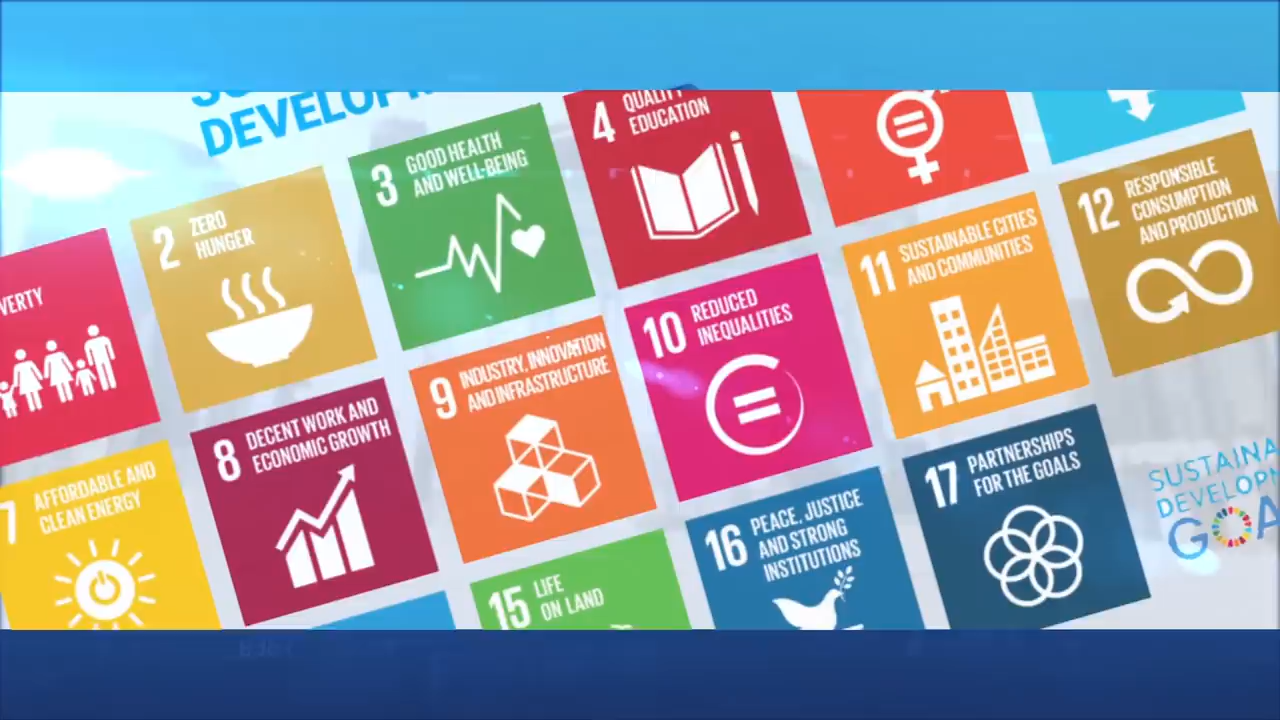 DEVELOP
VERTY
2 ZERO
HUNGER
3 GOOD HEALTH
AND WELL-BEING
4 QUALITY
EDUCATION
7 AFFORDABLE AND
CLEAN ENERGY
8 DECENT WORK AND
ECONOMIC GROWTH
9 INDUSTRY, INNOVATION
AND INFRASTRUCTURE
10 REDUCED
INEQUALITIES
11 SUSTAINABLE CITIES
AND COMMUNITIES
12 RESPONSIBLE
CONSUMPTION
AND PRODUCTION
15 LIFE
ON LAND
16 PEACE, JUSTICE
AND STRONG
INSTITUTIONS
17 PARTNERSHIPS
FOR THE GOALS
SUSTAINA
DEVELOPM
GOA